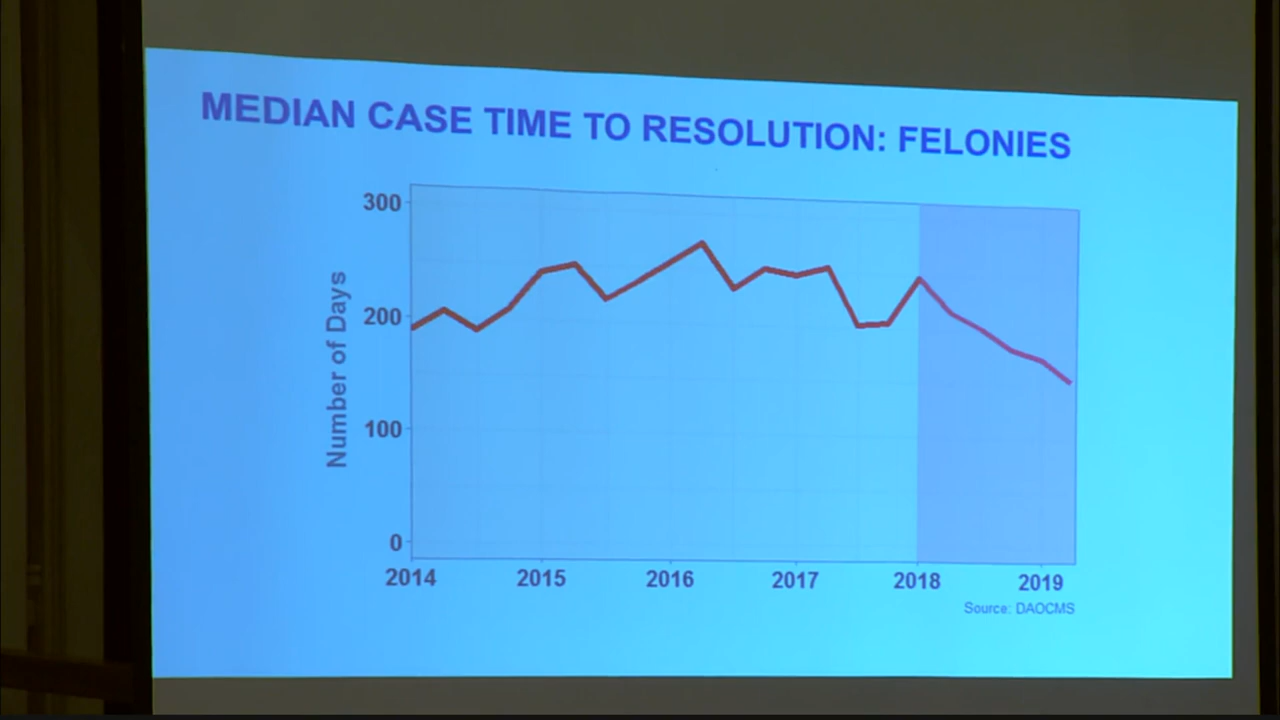 MEDIAN CASE TIME TO RESOLUTION: FELONIES
300
200
100
0
Number of Days
2014 2015 2016 2017 2018 2019
Source: DAOCMS